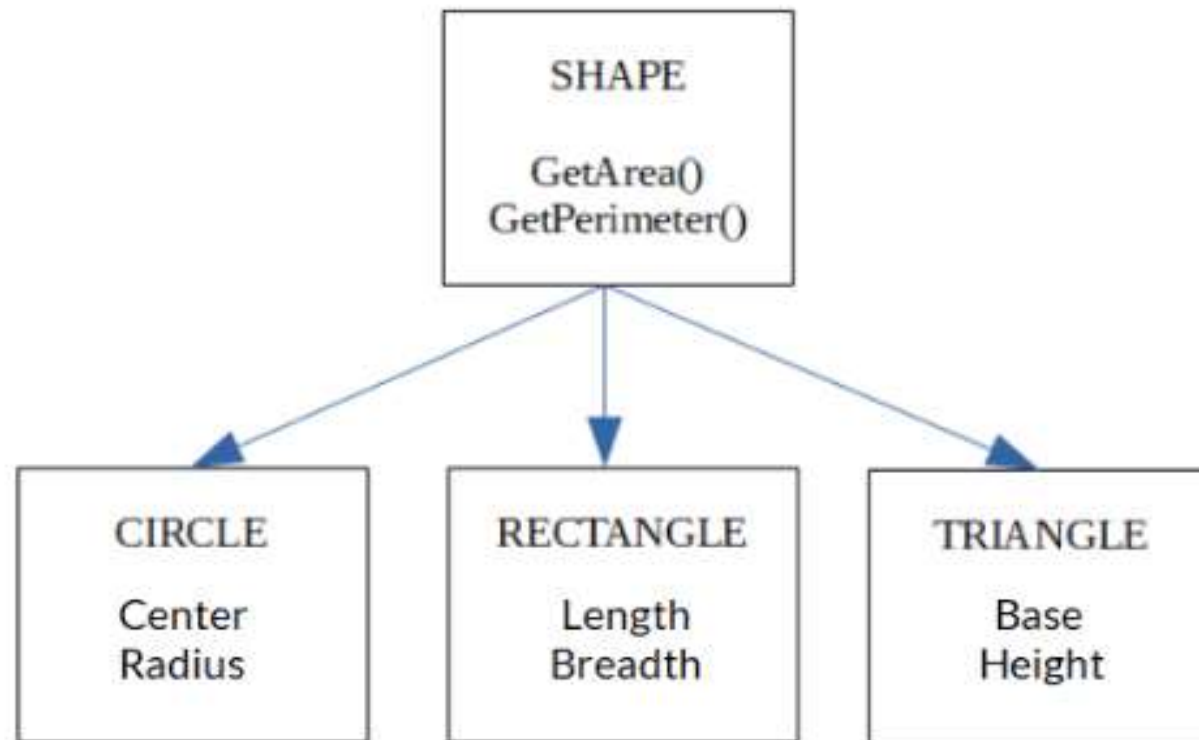 SHAPE
GetArea()
GetPerimeter()
CIRCLE
Center
Radius
RECTANGLE
Length
Breadth
TRIANGLE
Base
Height